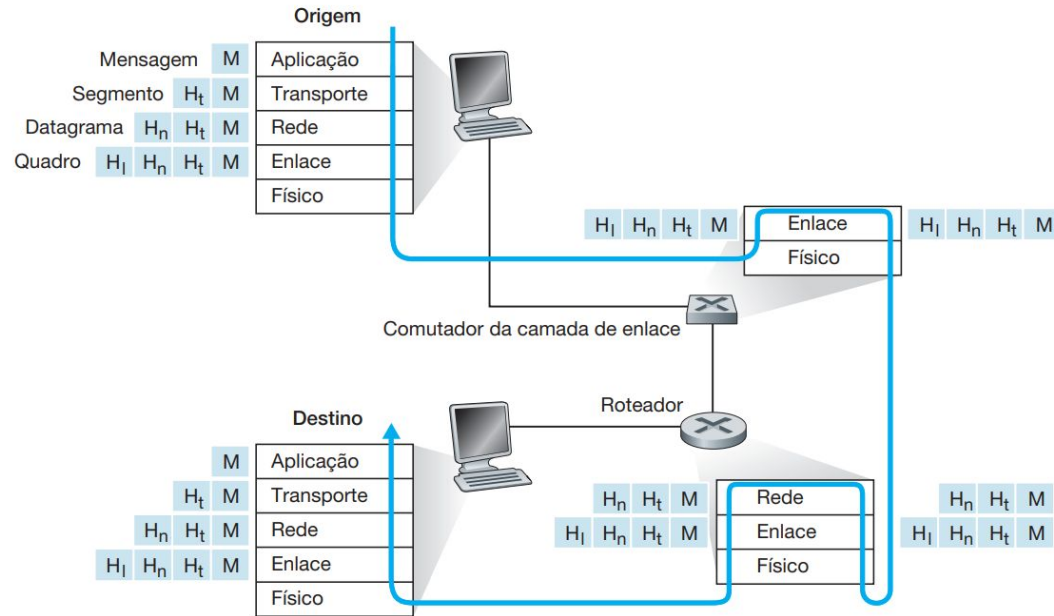 Origem
Mensagem M Aplicação
Segmento Ht M Transporte
Datagrama Hn Ht M Rede
Quadro Hl Hn Ht M Enlace
Físico
Hl Hn Ht M Enlace Hl Hn Ht M
Físico
Comutador da camada de enlace
Roteador
Destino
M Aplicação
Ht M Transporte
Hn Ht M Rede
Hl Hn Ht M Enlace
Físico
Hn Ht M Rede Hn Ht M
Hl Hn Ht M Enlace Hl Hn Ht M
Físico